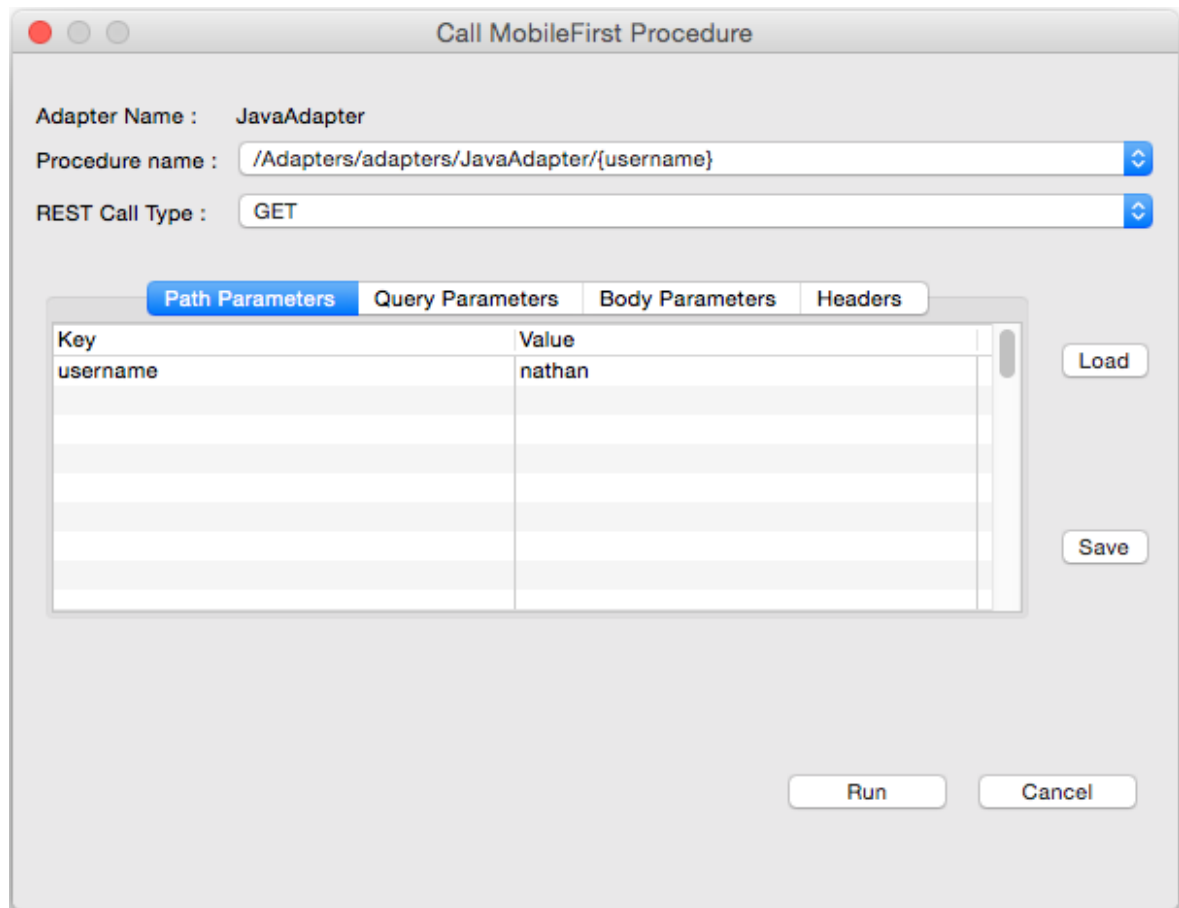 Call MobileFirst Procedure
Adapter Name : JavaAdapter
Procedure name : /Adapters/adapters/JavaAdapter/{username}
REST Call Type : GET
Path Parameters Query Parameters Body Parameters Headers
Key Value
username nathan
Load
Save
Run Cancel